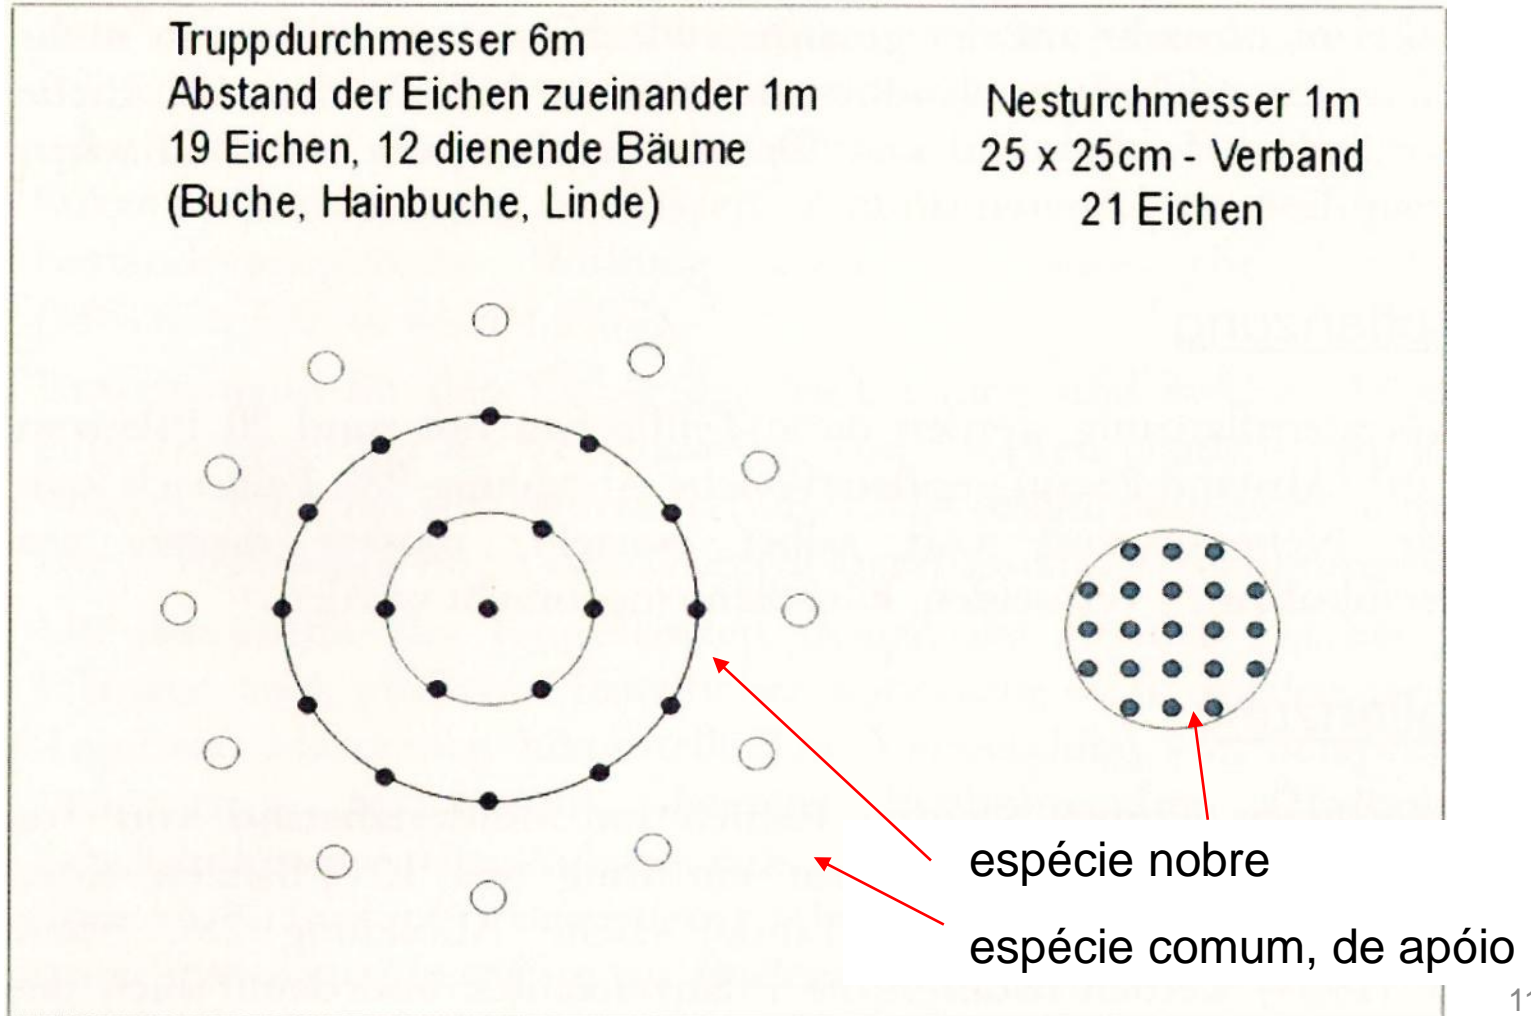 Truppdurchmesser 6m
Abstand der Eichen zueinander 1m
19 Eichen, 12 dienende Bäume
(Buche, Hainbuche, Linde)
Nesturchmesser 1m
25 x 25cm - Verband
21 Eichen
espécie nobre
espécie comum, de apóio
11